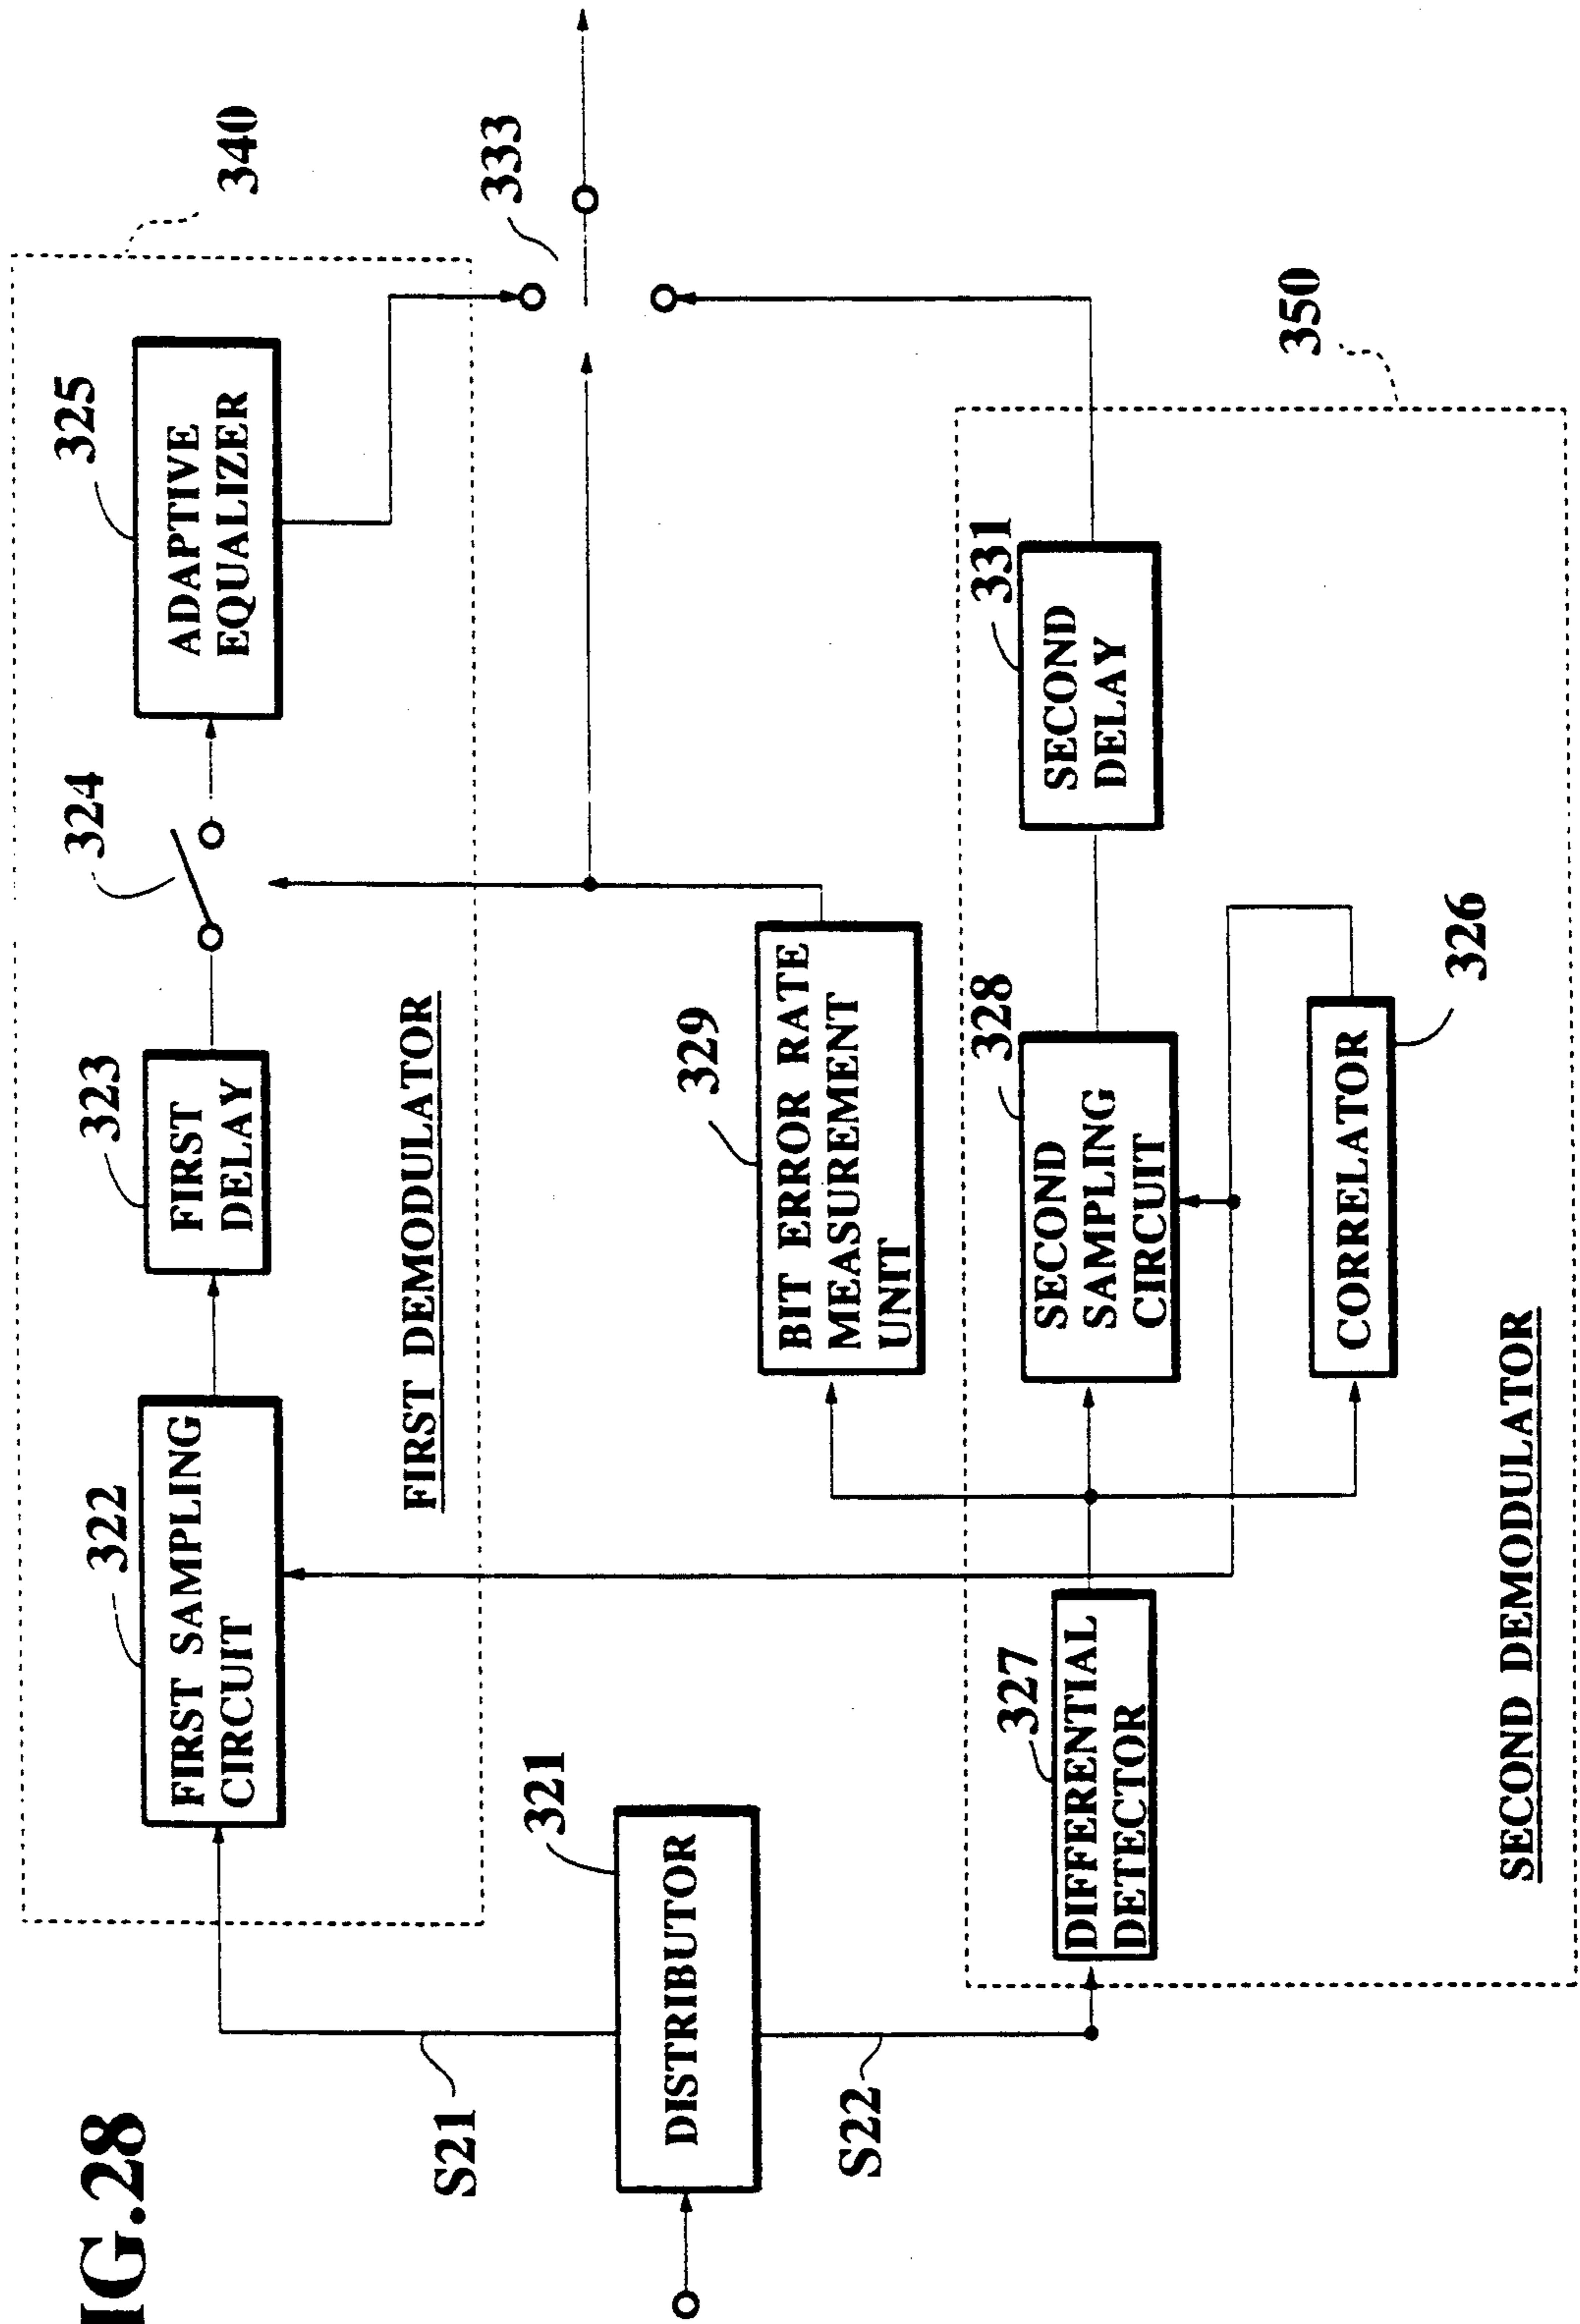 IG.28
340
325
ADAPTIVE
EQUALIZER
333
324
323
FIRST
DELAY
322
FIRST SAMPLING
CIRCUIT
FIRST DEMODULATOR
329
BIT ERROR RATE
MEASUREMENT
UNIT
321
DISTRIBUTOR
S21
S22
350
331
SECOND
DELAY
328
SECOND
SAMPLING
CIRCUIT
326
CORRELATOR
327
DIFFERENTIAL
DETECTOR
SECOND DEMODULATOR